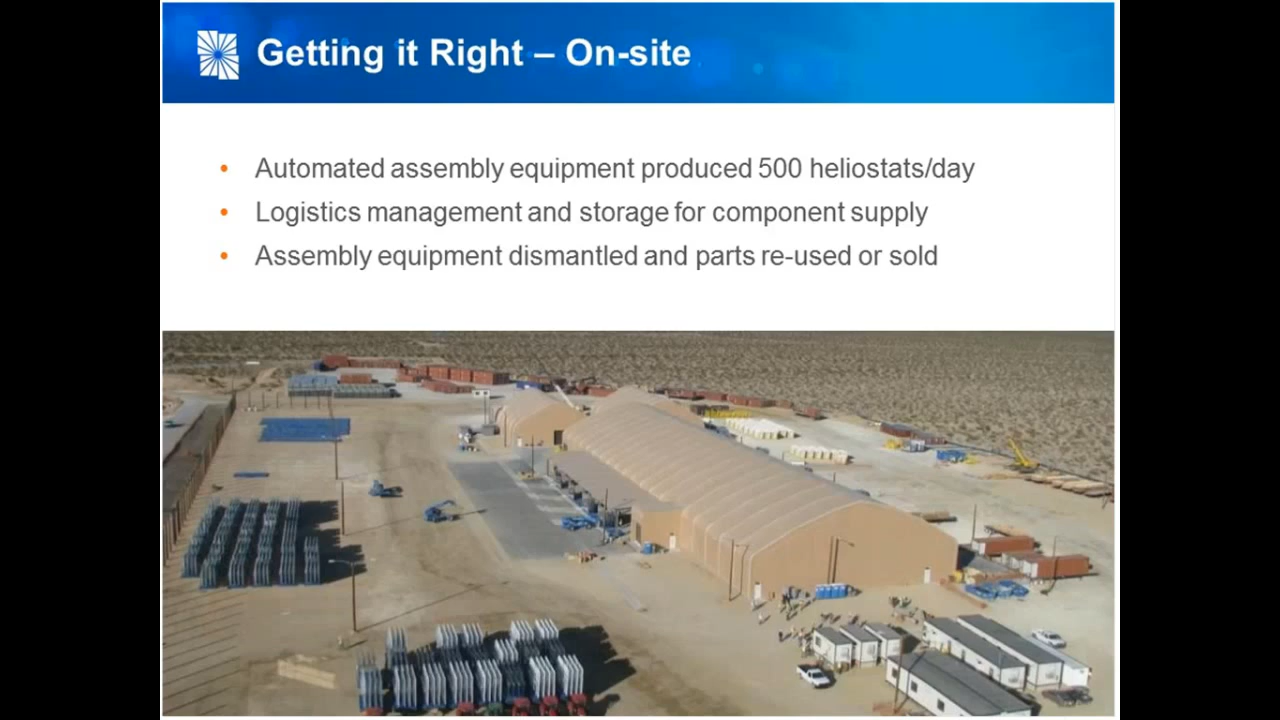 Getting it Right – On-site
• Automated assembly equipment produced 500 heliostats/day
• Logistics management and storage for component supply
• Assembly equipment dismantled and parts re-used or sold